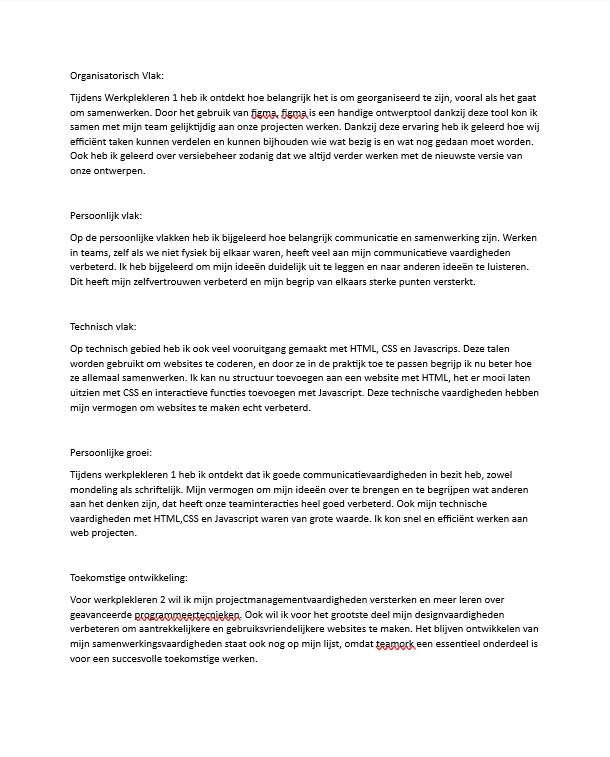 Organisatorisch Vlak:
Tijdens Werkplekleren 1 heb ik ontdekt hoe belangrijk het is om georganiseerd te zijn, vooral als het gaat
om samenwerken. Door het gebruik van figma, figma is een handige ontwerptool dankzij deze tool kon ik
samen met mijn team gelijktijdig aan onze projecten werken. Dankzij deze ervaring heb ik geleerd hoe wij
efficiënt taken kunnen verdelen en kunnen bijhouden wie wat bezig is en wat nog gedaan moet worden.
Ook heb ik geleerd over versiebeheer zodanig dat we altijd verder werken met de nieuwste versie van
onze ontwerpen.
Persoonlijk vlak:
Op de persoonlijke vlakken heb ik bijgeleerd hoe belangrijk communicatie en samenwerking zijn. Werken
in teams, zelf als we niet fysiek bij elkaar waren, heeft veel aan mijn communicatieve vaardigheden
verbeterd. Ik heb bijgeleerd om mijn ideeën duidelijk uit te leggen en naar anderen ideeën te luisteren.
Dit heeft mijn zelfvertrouwen verbeterd en mijn begrip van elkaars sterke punten versterkt.
Technisch vlak:
Op technisch gebied heb ik ook veel vooruitgang gemaakt met HTML, CSS en Javascrips. Deze talen
worden gebruikt om websites te coderen, en door ze in de praktijk toe te passen begrijp ik nu beter hoe
ze allemaal samenwerken. Ik kan nu structuur toevoegen aan een website met HTML, het er mooi laten
uitzien met CSS en interactieve functies toevoegen met Javascript. Deze technische vaardigheden hebben
mijn vermogen om websites te maken echt verbeterd.
Persoonlijke groei:
Tijdens werkplekleren 1 heb ik ontdekt dat ik goede communicatievaardigheden in bezit heb, zowel
mondeling als schriftelijk. Mijn vermogen om mijn ideeën over te brengen en te begrijpen wat anderen
aan het denken zijn, dat heeft onze teaminteracties heel goed verbeterd. Ook mijn technische
vaardigheden met HTML,CSS en Javascript waren van grote waarde. Ik kon snel en efficiënt werken aan
web projecten.
Toekomstige ontwikkeling:
Voor werkplekleren 2 wil ik mijn projectmanagementvaardigheden versterken en meer leren over
geavanceerde programmeertecnieken. Ook wil ik voor het grootste deel mijn designvaardigheden
verbeteren om aantrekkelijkere en gebruiksvriendelijkere websites te maken. Het blijven ontwikkelen van
mijn samenwerkingsvaardigheden staat ook nog op mijn lijst, omdat teamork een essentieel onderdeel is
voor een succesvolle toekomstige werken.